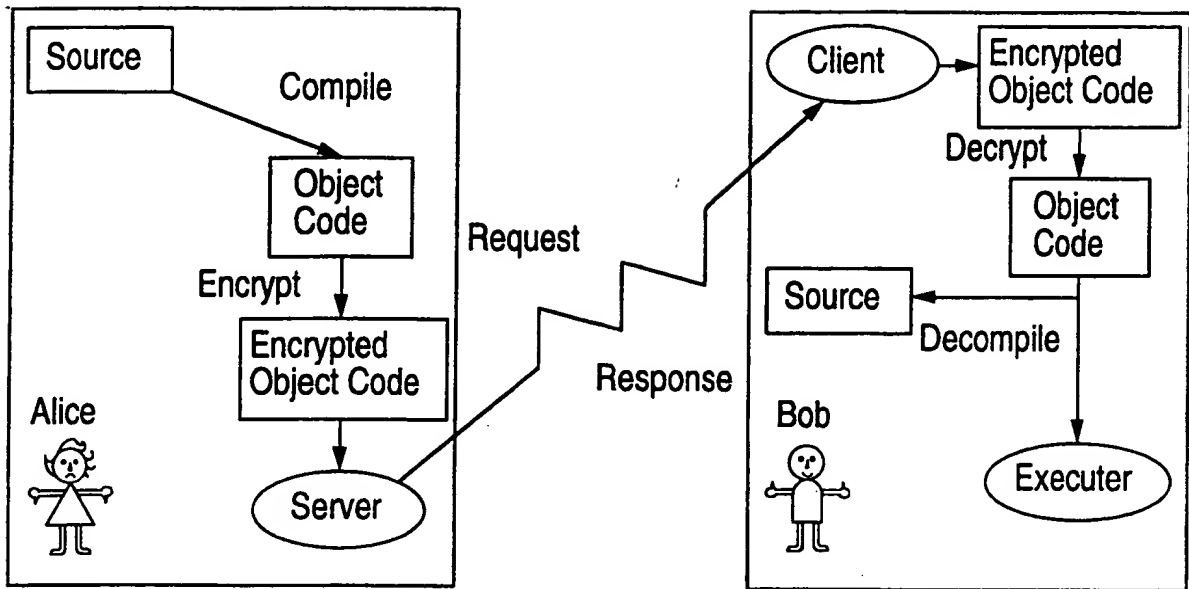 Source
Compile
Object
Code
Encrypt
Encrypted
Object Code
Alice
Server
Request
Response
Client
Encrypted
Object Code
Decrypt
Object
Code
Source
Decompile
Bob
Executer